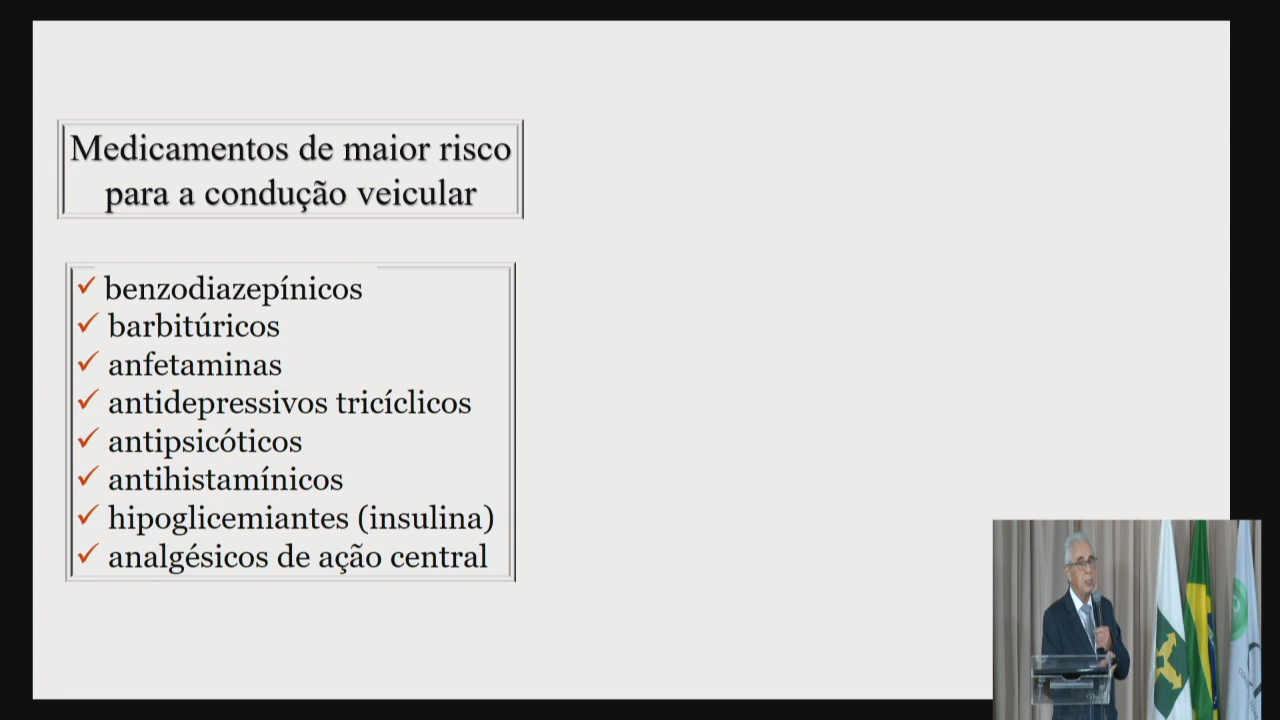 Medicamentos de maior risco
para a condução veicular
benzodiazepínicos
barbitúricos
anfetaminas
antidepressivos tricíclicos
antipsicóticos
antihistamínicos
hipoglicemiantes (insulina)
analgésicos de ação central